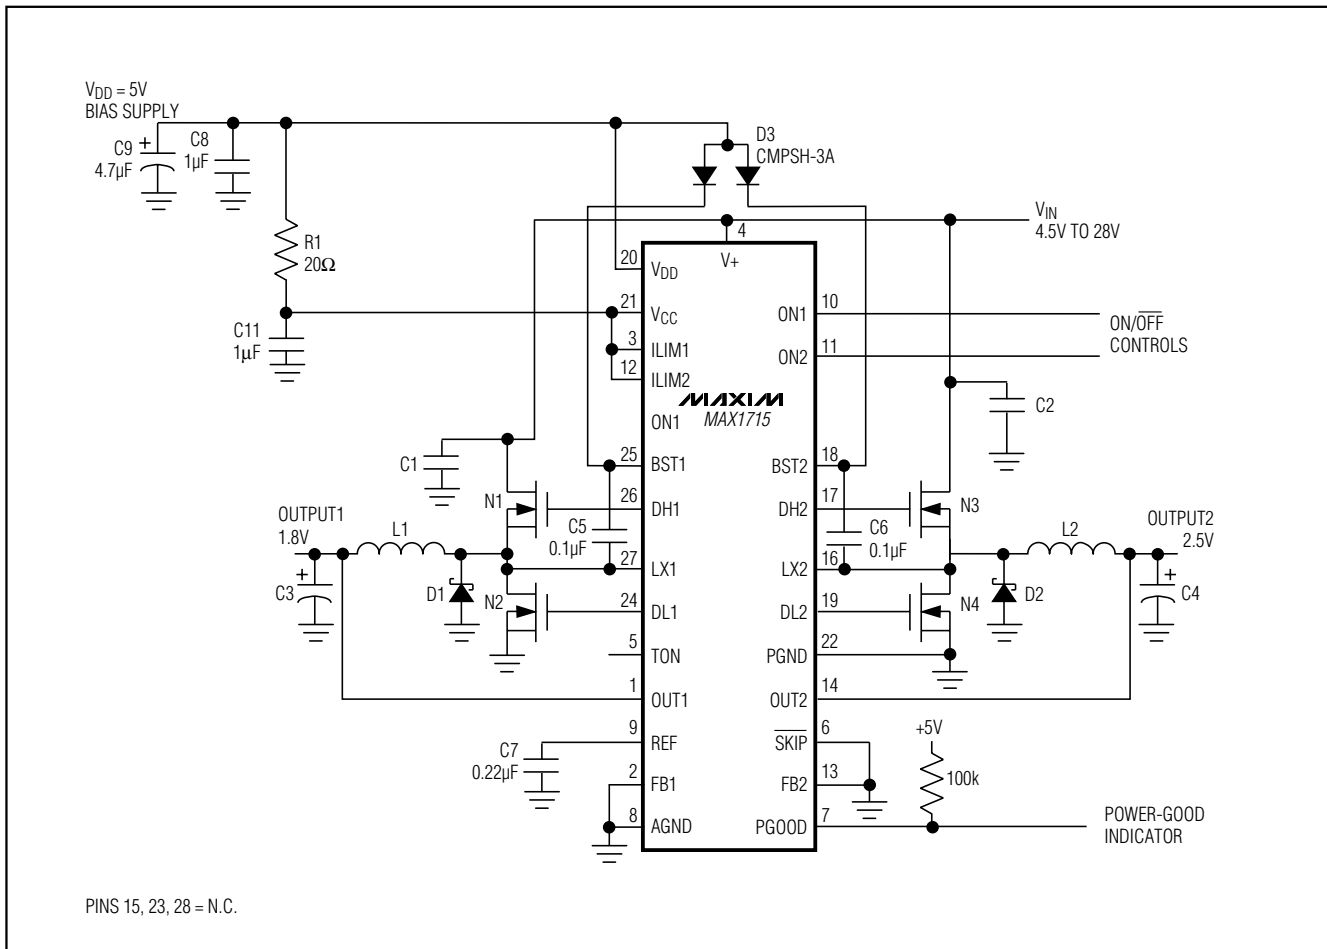 V_DD = 5V
BIAS SUPPLY
C9
+
4.7µF
C8
1µF
D3
CMPSH-3A
V_IN
4.5V TO 28V
R1
20Ω
C11
1µF
20
V_DD
4
V+
21
V_CC
3
ILIM1
12
ILIM2
ON1
10
ON1
11
ON2
ON/OFF
CONTROLS
MAXIM
MAX1715
C1
C2
25
BST1
18
BST2
N1
26
DH1
17
DH2
N3
OUTPUT1
1.8V
L1
C5
0.1µF
C6
0.1µF
L2
OUTPUT2
2.5V
27
LX1
16
LX2
+
C3
D1
N2
24
DL1
19
DL2
N4
D2
+
C4
5
TON
22
PGND
1
OUT1
14
OUT2
9
REF
6
SKIP
+5V
C7
0.22µF
2
FB1
13
FB2
100k
8
AGND
7
PGOOD
POWER-GOOD
INDICATOR
PINS 15, 23, 28 = N.C.